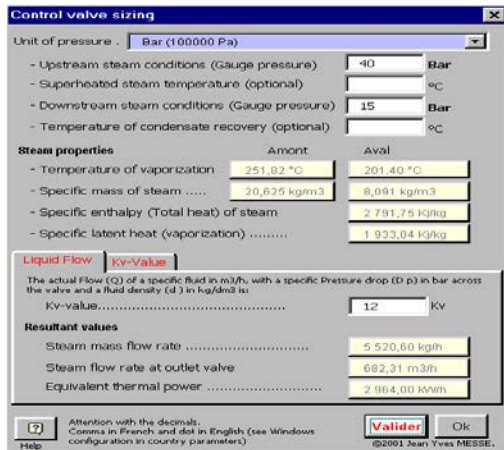 Control valve sizing
Unit of pressure . Bar (100000 Pa)
- Upstream steam conditions (Gauge pressure) 40 Bar
- Superheated steam temperature (optional) °C
- Downstream steam conditions (Gauge pressure) 15 Bar
- Temperature of condensate recovery (optional) °C
Steam properties Amont Aval
- Temperature of vaporization 251,82 °C 201,40 °C
- Specific mass of steam ..... 20,625 kg/m3 8,091 kg/m3
- Specific enthalpy (Total heat) of steam 2 791,75 Kj/kg
- Specific latent heat (vaporization) ......... 1 933,04 Kj/kg
Liquid Flow Kv-Value
The actual Flow (Q) of a specific fluid in m3/h, with a specific Pressure drop (D p) in bar across
the valve and a fluid density (d ) in kg/dm3 is:
Kv-value............................................... 12 Kv
Resultant values
Steam mass flow rate ............................ 5 520,60 kg/h
Steam flow rate at outlet valve 682,31 m3/h
Equivalent thermal power ........................ 2 964,00 kW/h
Attention with the decimals.
Comma in French and dot in English (see Windows
configuration in country parameters)
Help
Valider Ok
©2001 Jean Yves MESSE.